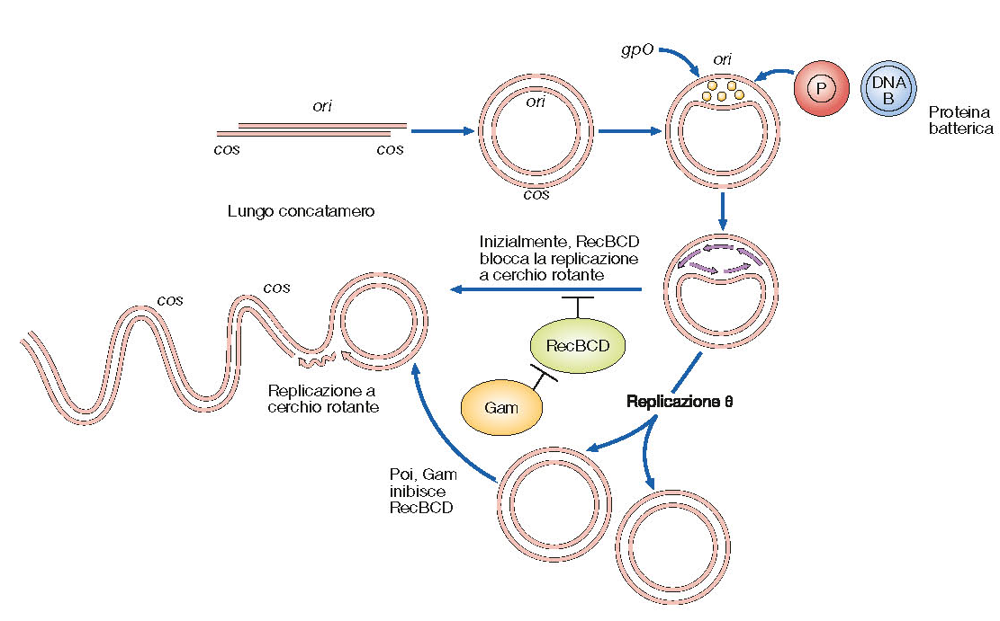 gpO
ori
P
DNA
B
Proteina
batterica
ori
cos
cos
ori
cos
Lungo concatamero
Inizialmente, RecBCD
blocca la replicazione
a cerchio rotante
cos
cos
RecBCD
Gam
Replicazione a
cerchio rotante
Replicazione θ
Poi, Gam
inibisce
RecBCD